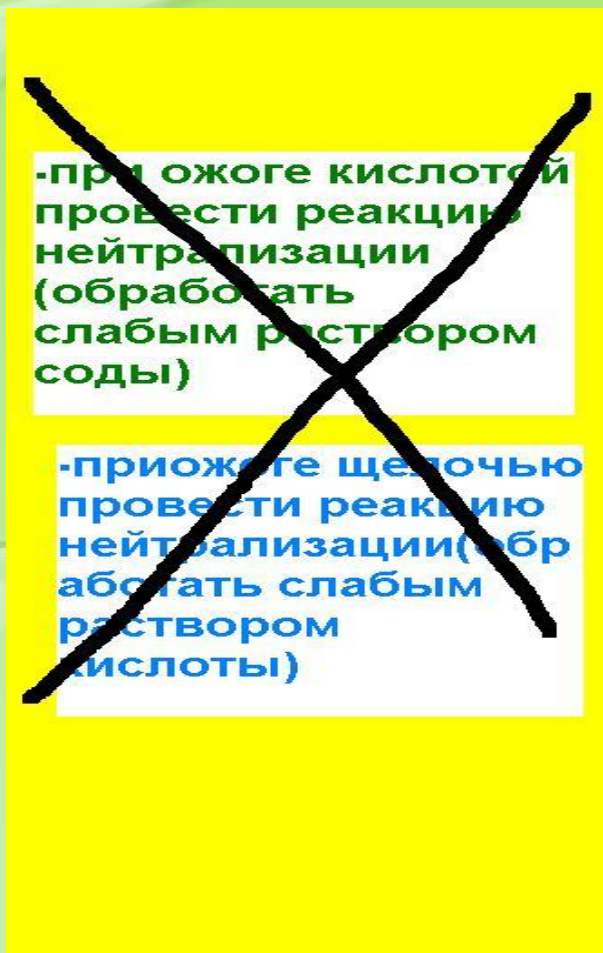 -при ожоге кислотой
провести реакцию
нейтрализации
(обработать
слабым раствором
соды)
-приожоге щелочью
провести реакцию
нейтрализации(обр
аботать слабым
раствором
кислоты)